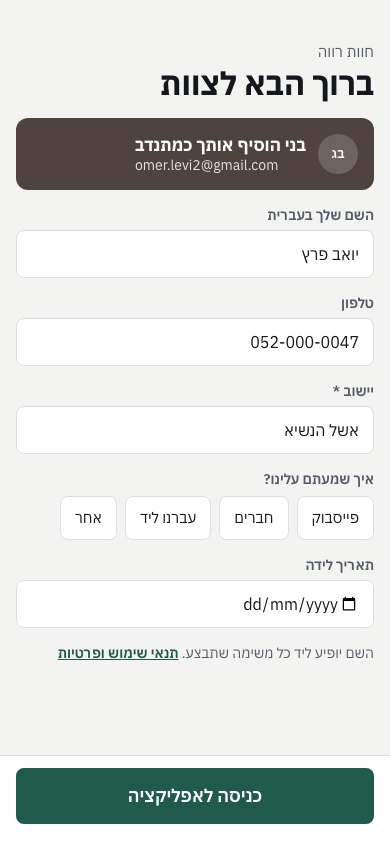 חוות רווה
ברוך הבא לצוות
בג
בני הוסיף אותך כמתנדב
omer.levi2@gmail.com
השם שלך בעברית
יואב פרץ
טלפון
052-000-0047
יישוב *
אשל הנשיא
איך שמעתם עלינו?
פייסבוק
חברים
עברנו ליד
אחר
תאריך לידה
dd/mm/yyyy
השם יופיע ליד כל משימה שתבצע. תנאי שימוש ופרטיות
כניסה לאפליקציה